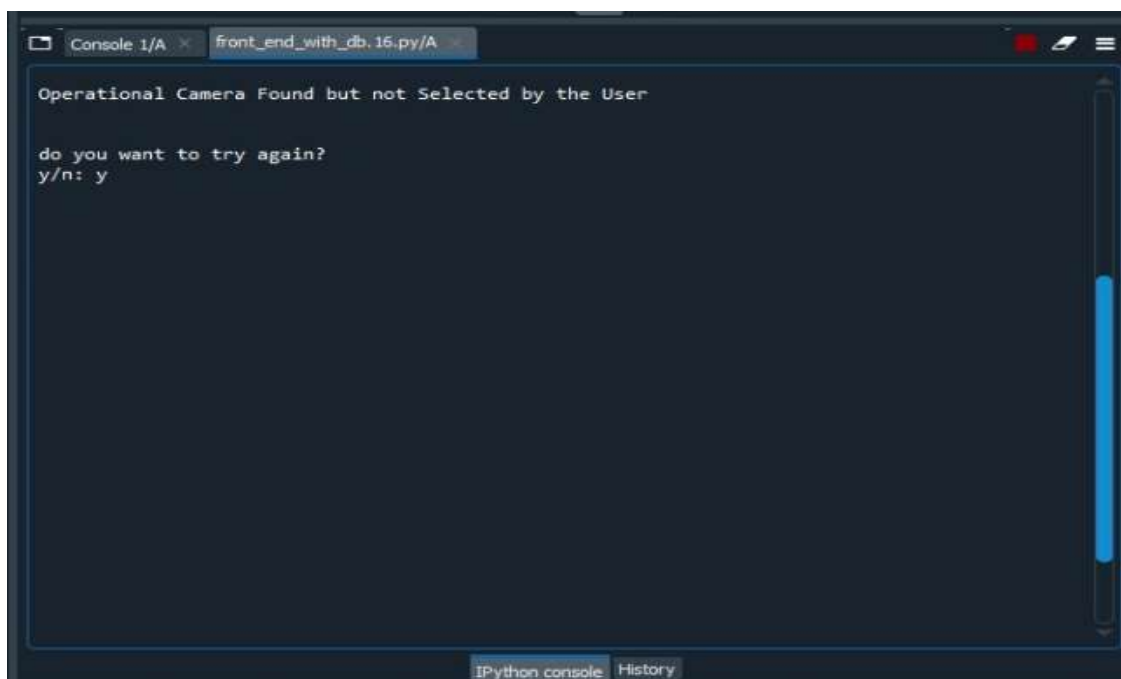 Console 1/A
front_end_with_db.16.py/A
Operational Camera Found but not Selected by the User
do you want to try again?
y/n: y
IPython console
History